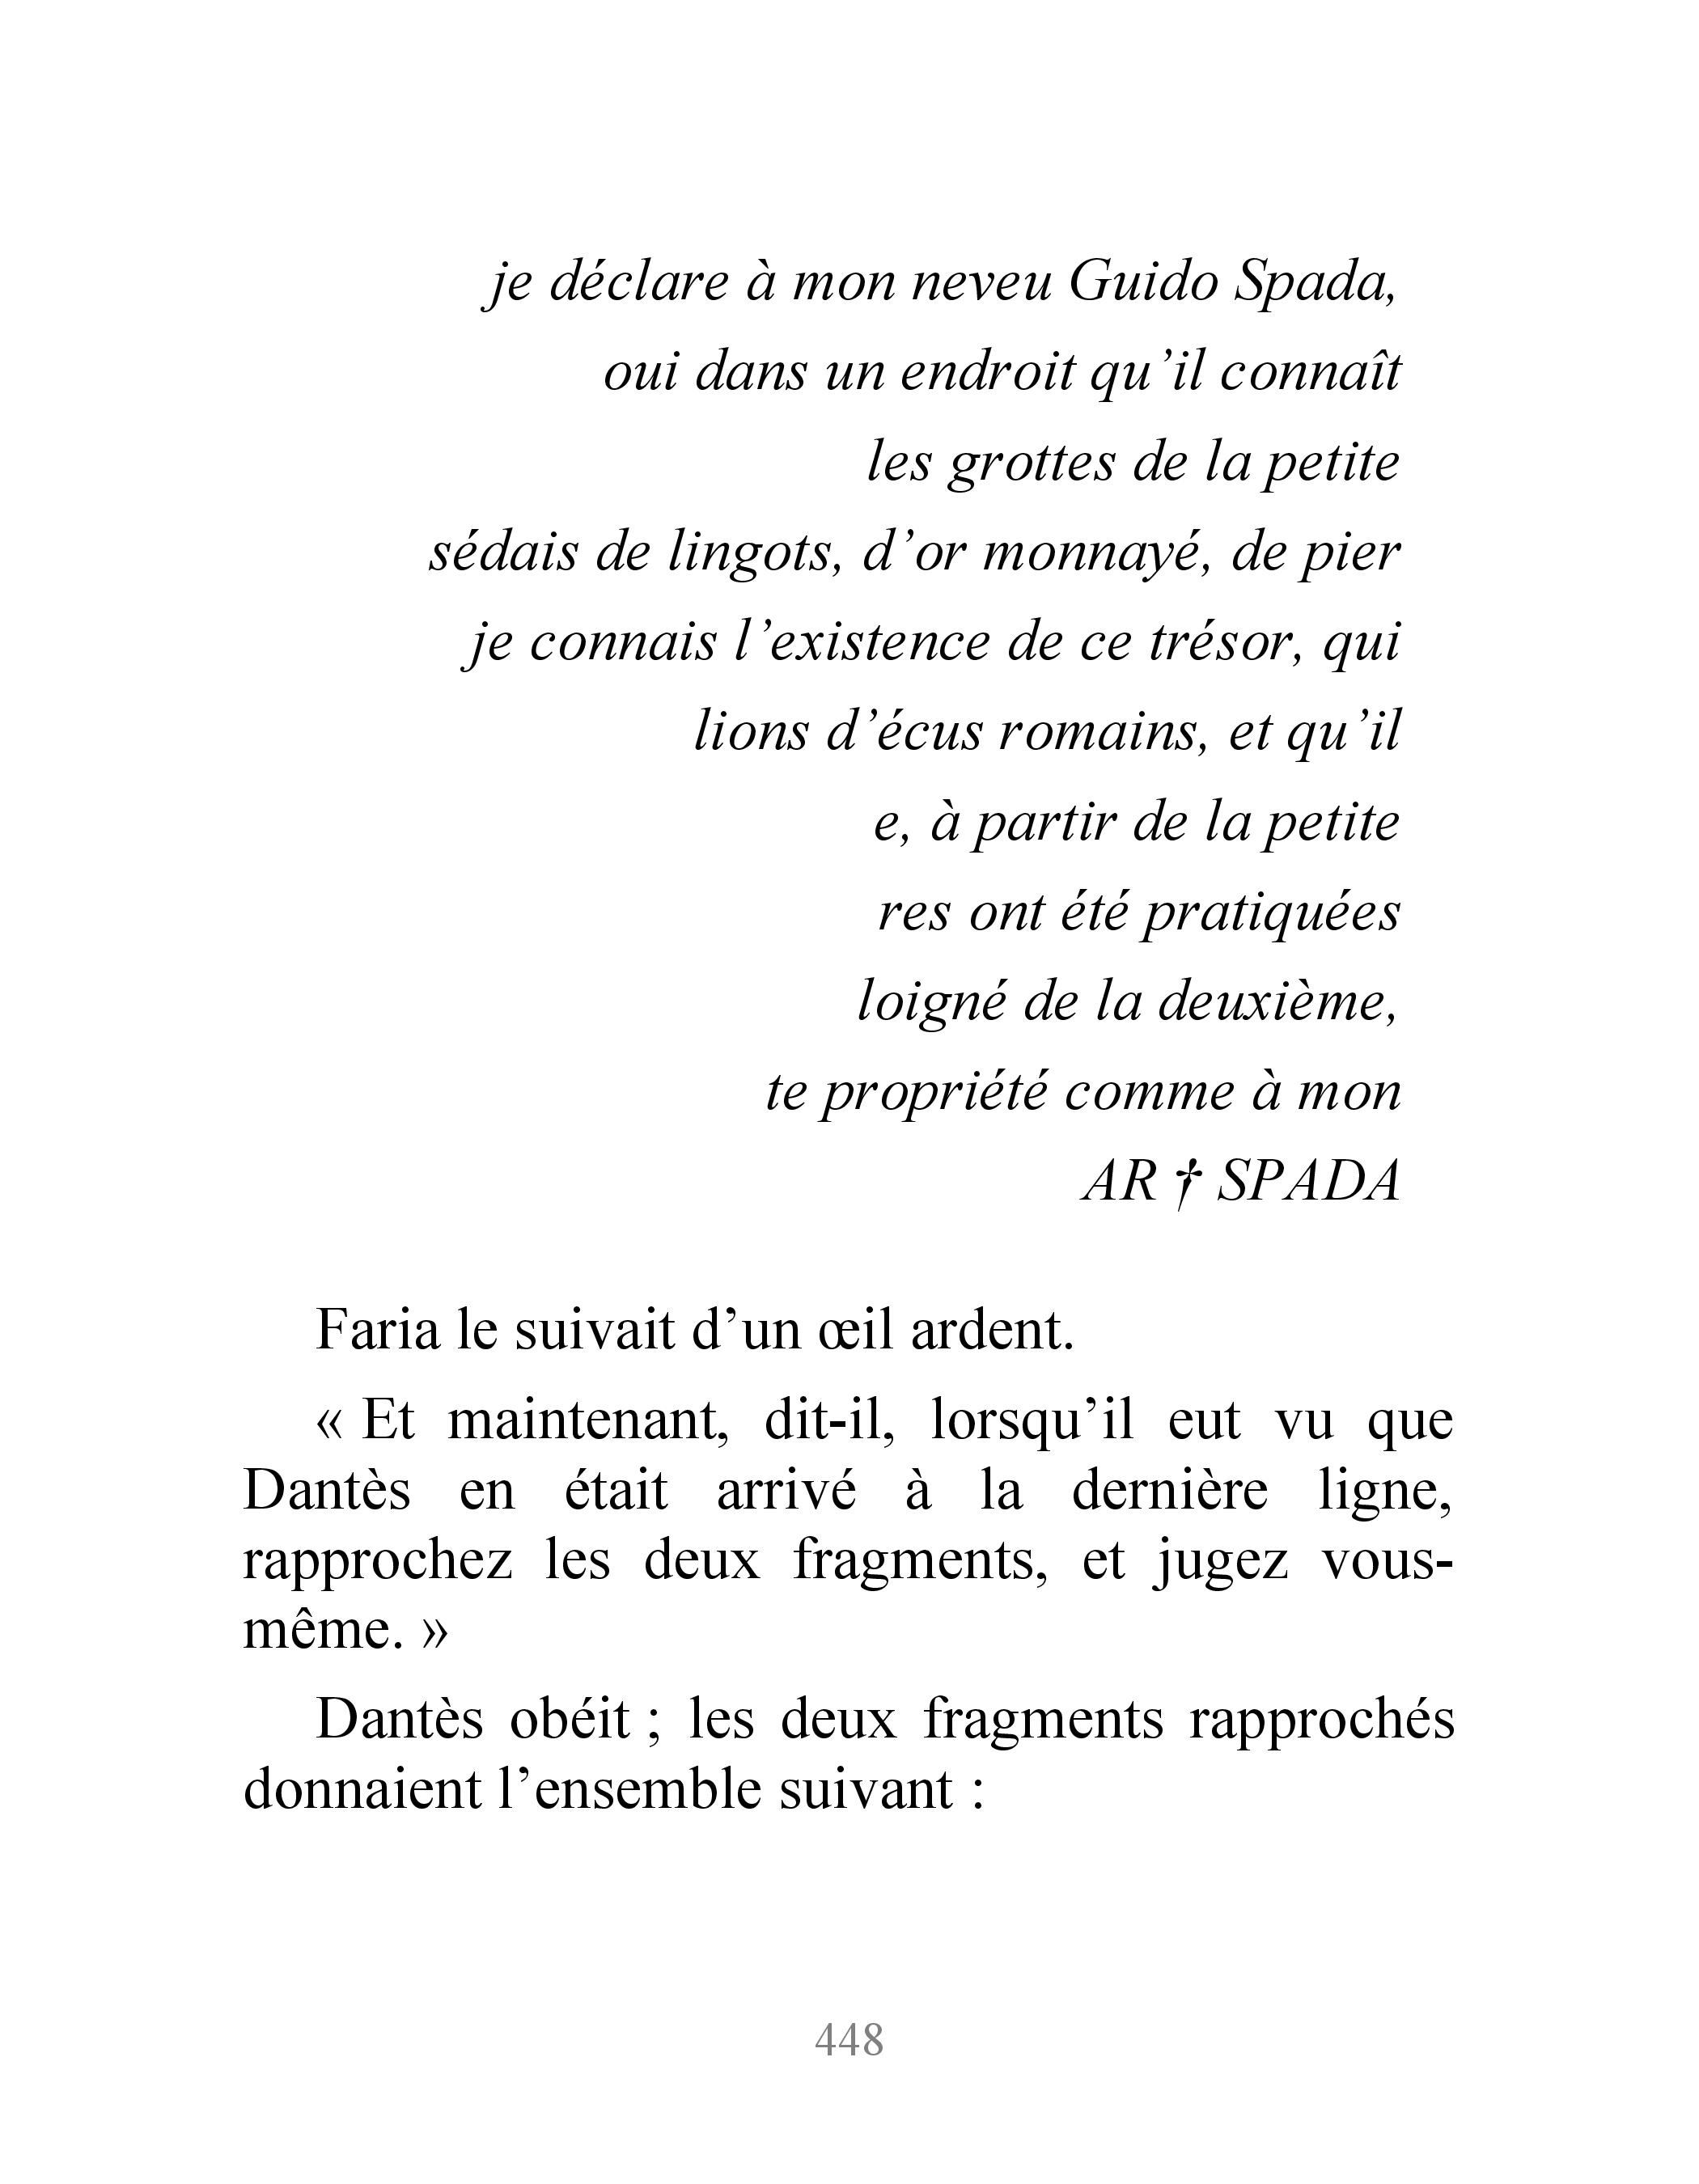 je déclare à mon neveu Guido Spada,
oui dans un endroit qu’il connaît
les grottes de la petite
sédais de lingots, d’or monnayé, de pier
je connais l’existence de ce trésor, qui
lions d’écus romains, et qu’il
e, à partir de la petite
res ont été pratiquées
loigné de la deuxième,
te propriété comme à mon
AR † SPADA
Faria le suivait d’un œil ardent.
« Et maintenant, dit-il, lorsqu’il eut vu que
Dantès en était arrivé à la dernière ligne,
rapprochez les deux fragments, et jugez vous-
même. »
Dantès obéit ; les deux fragments rapprochés
donnaient l’ensemble suivant :
448